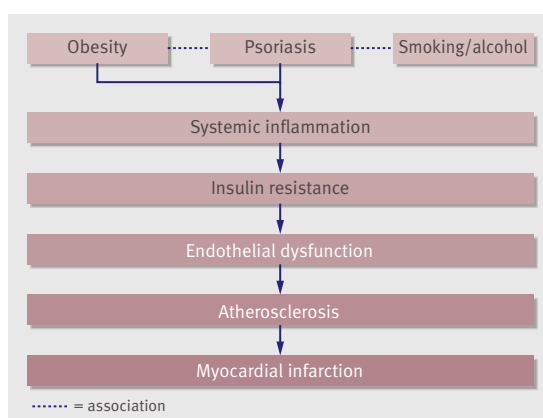 Obesity
Psoriasis
Smoking/alcohol
Systemic inflammation
Insulin resistance
Endothelial dysfunction
Atherosclerosis
Myocardial infarction
= association